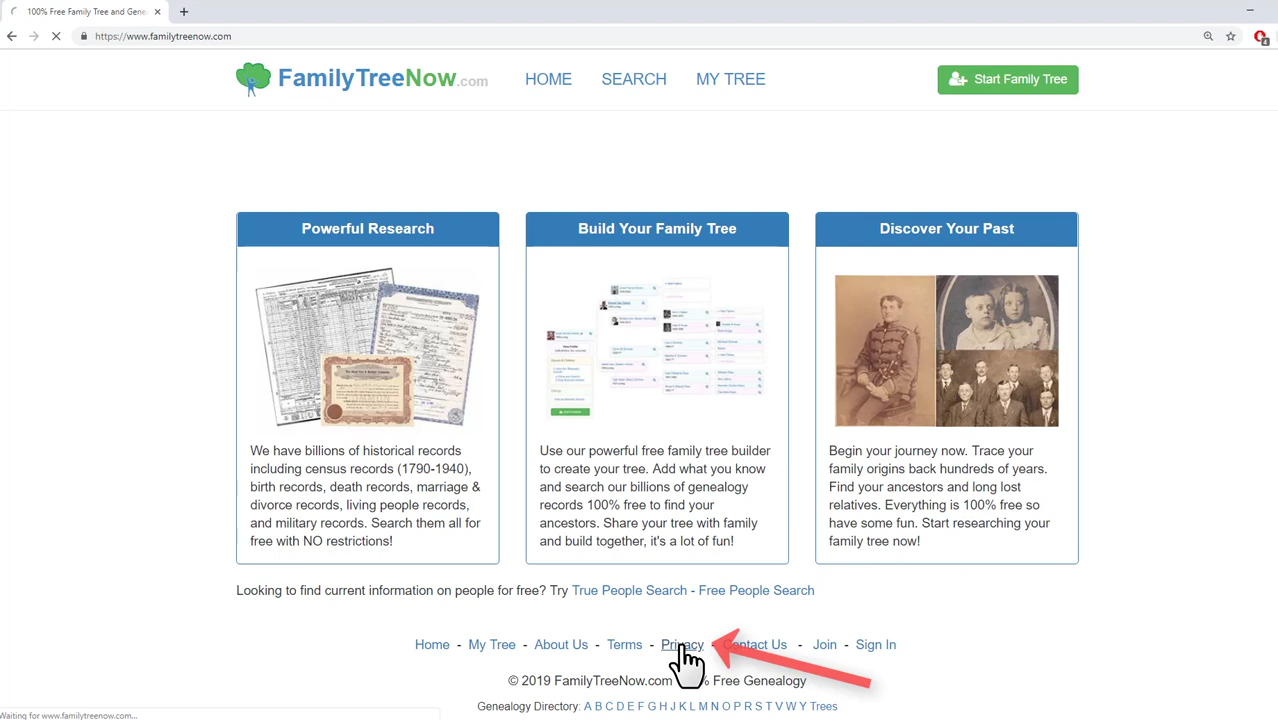 100% Free Family Tree and Gene
https://www.familytreenow.com
4
FamilyTreeNow.com
HOME
SEARCH
MY TREE
Start Family Tree
Powerful Research
We have billions of historical records
including census records (1790-1940),
birth records, death records, marriage &
divorce records, living people records,
and military records. Search them all for
free with NO restrictions!
Build Your Family Tree
Use our powerful free family tree builder
to create your tree. Add what you know
and search our billions of genealogy
records 100% free to find your
ancestors. Share your tree with family
and build together, it's a lot of fun!
Discover Your Past
Begin your journey now. Trace your
family origins back hundreds of years.
Find your ancestors and long lost
relatives. Everything is 100% free so
have some fun. Start researching your
family tree now!
Looking to find current information on people for free? Try True People Search - Free People Search
Home - My Tree - About Us - Terms - Privacy - Contact Us - Join - Sign In
© 2019 FamilyTreeNow.com % Free Genealogy
Genealogy Directory: A B C D E F G H J K L M N O P R S T V W Y Trees
Waiting for www.familytreenow.com...